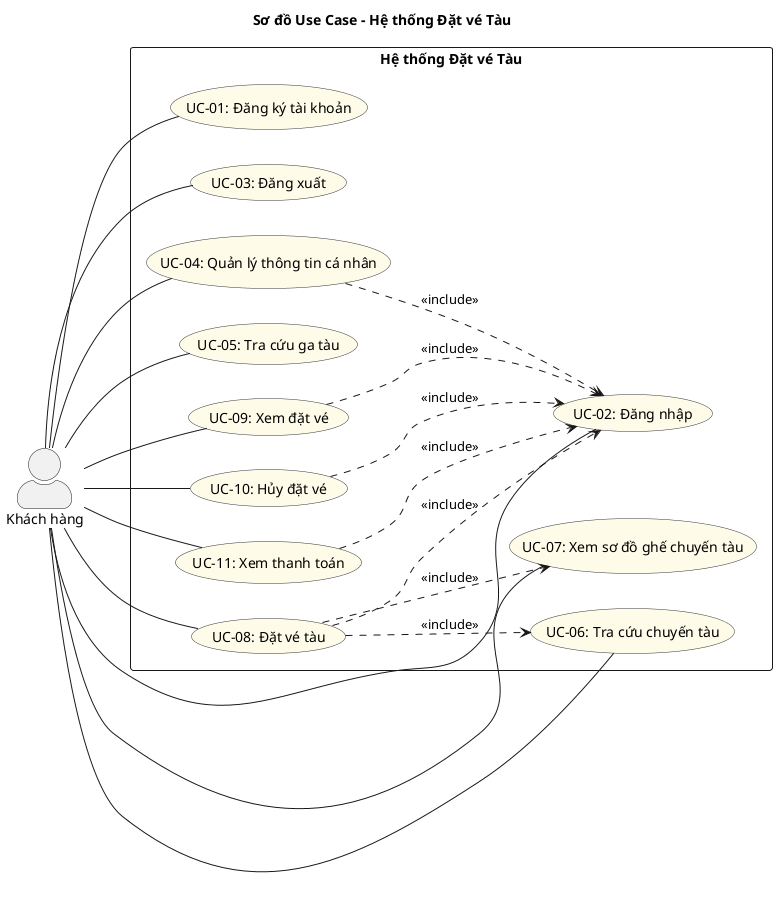 Sơ đồ Use Case - Hệ thống Đặt vé Tàu
Hệ thống Đặt vé Tàu
UC-01: Đăng ký tài khoản
UC-03: Đăng xuất
UC-04: Quản lý thông tin cá nhân
«include»
UC-05: Tra cứu ga tàu
«include»
UC-09: Xem đặt vé
«include»
UC-02: Đăng nhập
«include»
UC-10: Hủy đặt vé
Khách hàng
«include»
UC-11: Xem thanh toán
UC-07: Xem sơ đồ ghế chuyến tàu
«include»
UC-08: Đặt vé tàu
«include»
UC-06: Tra cứu chuyến tàu